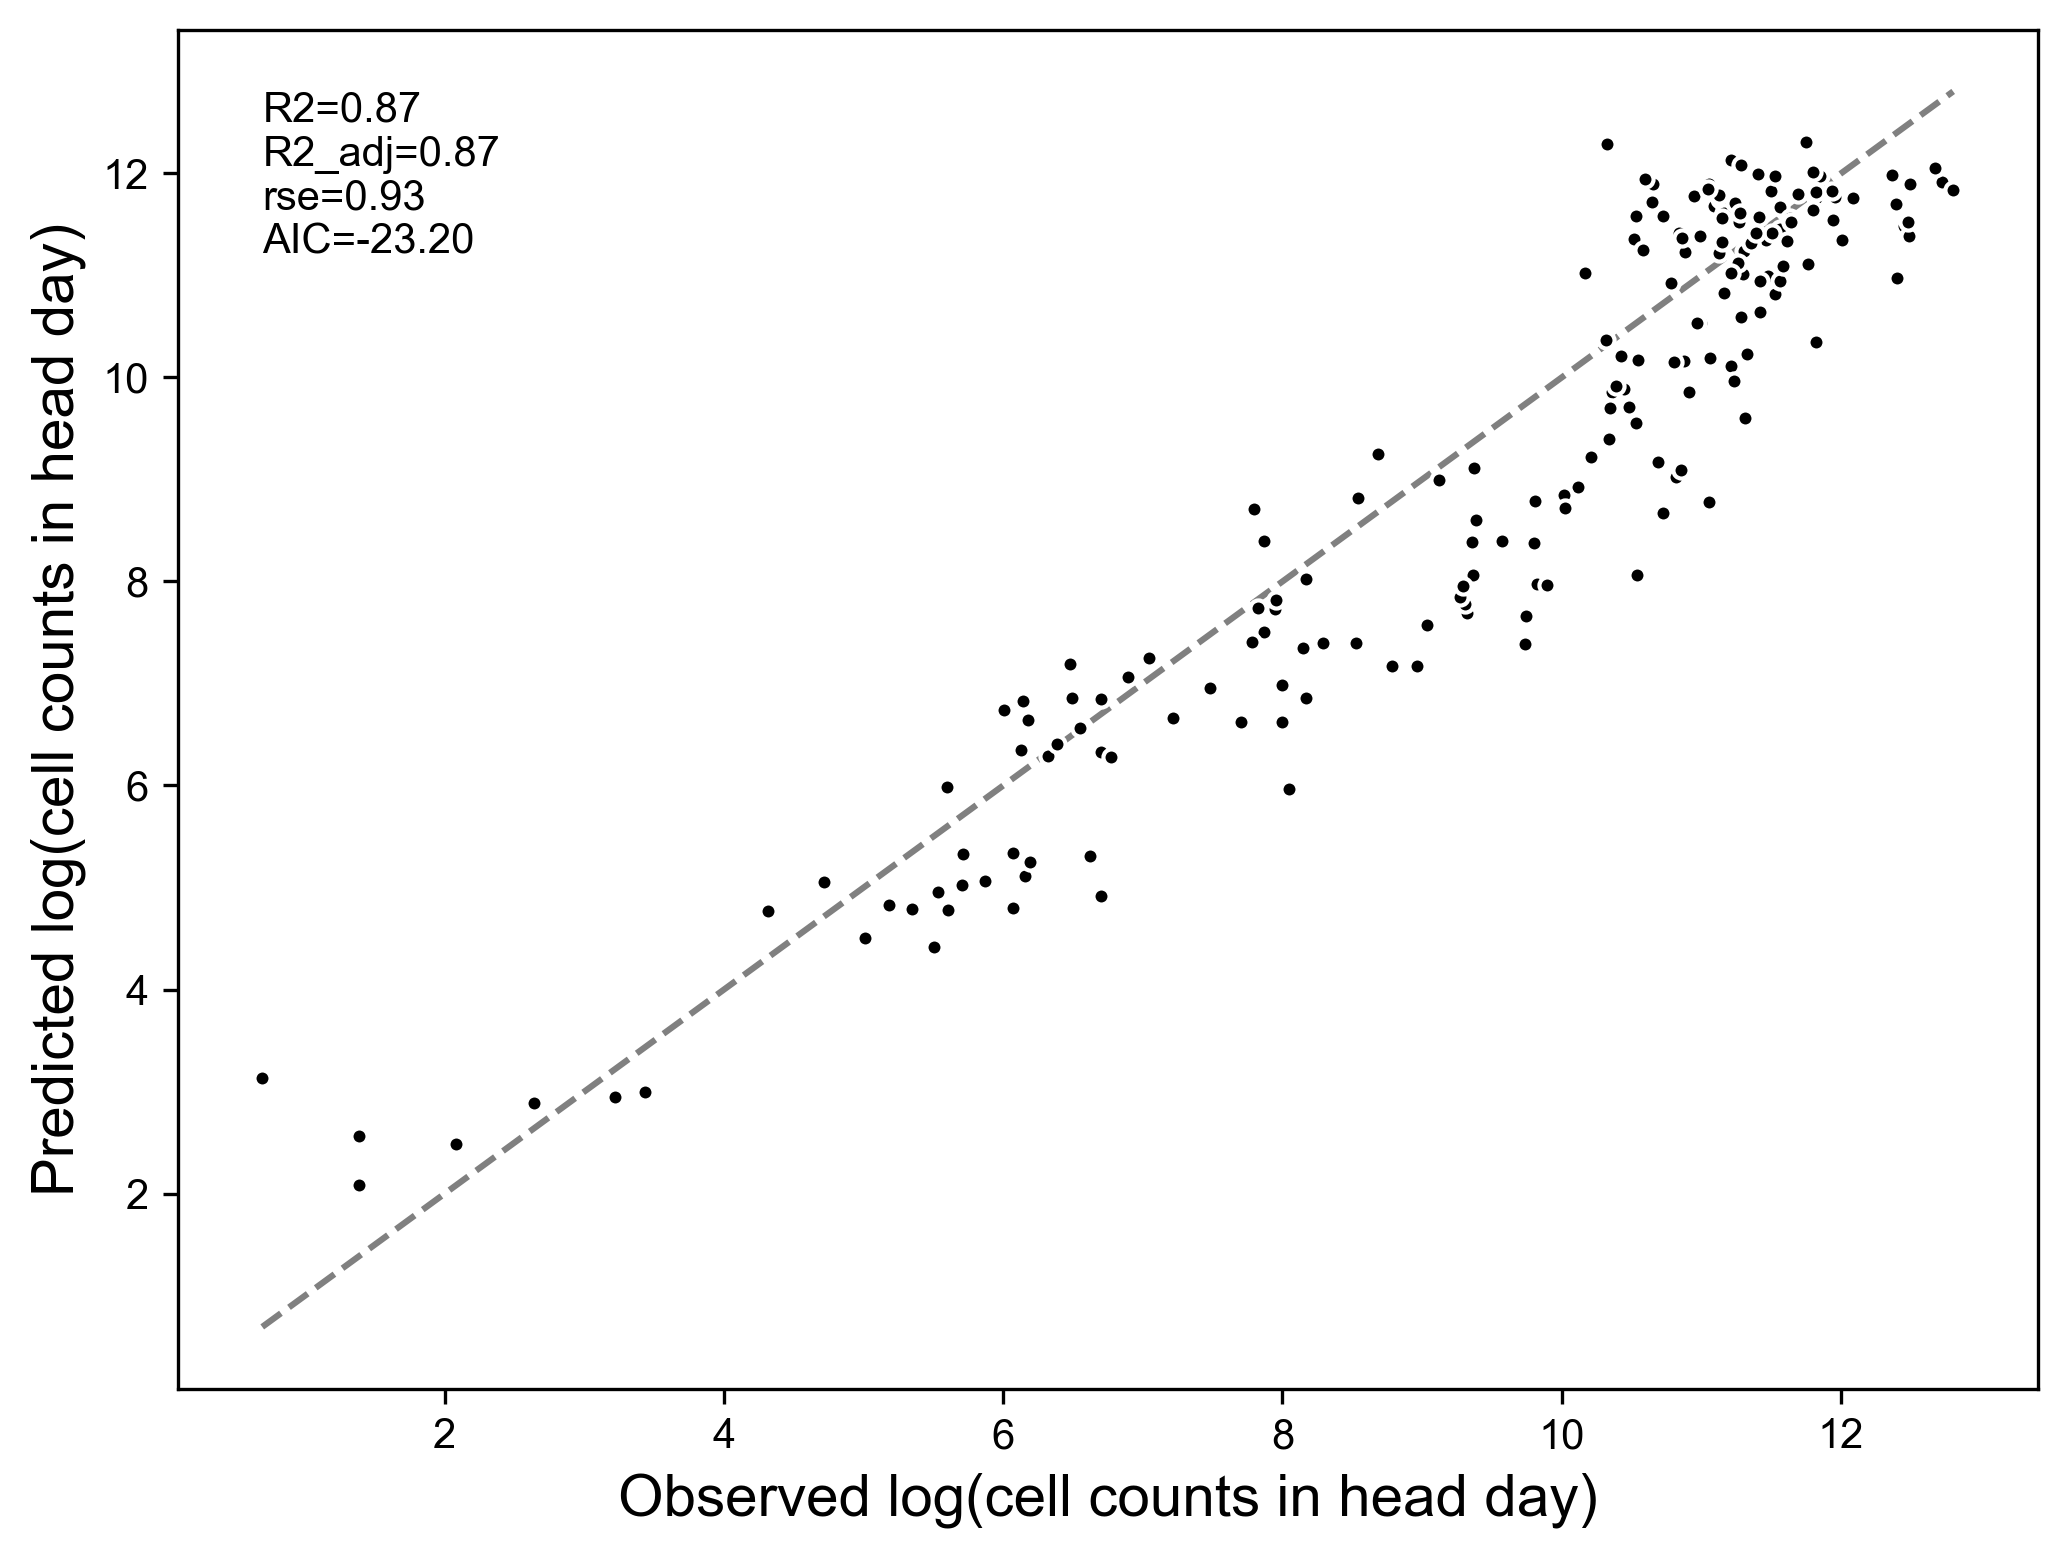 R2=0.87
R2_adj=0.87
rse=0.93
AIC=-23.20
Predicted log(cell counts in head day)
12
10
8
6
4
2
2 4 6 8 10 12
Observed log(cell counts in head day)